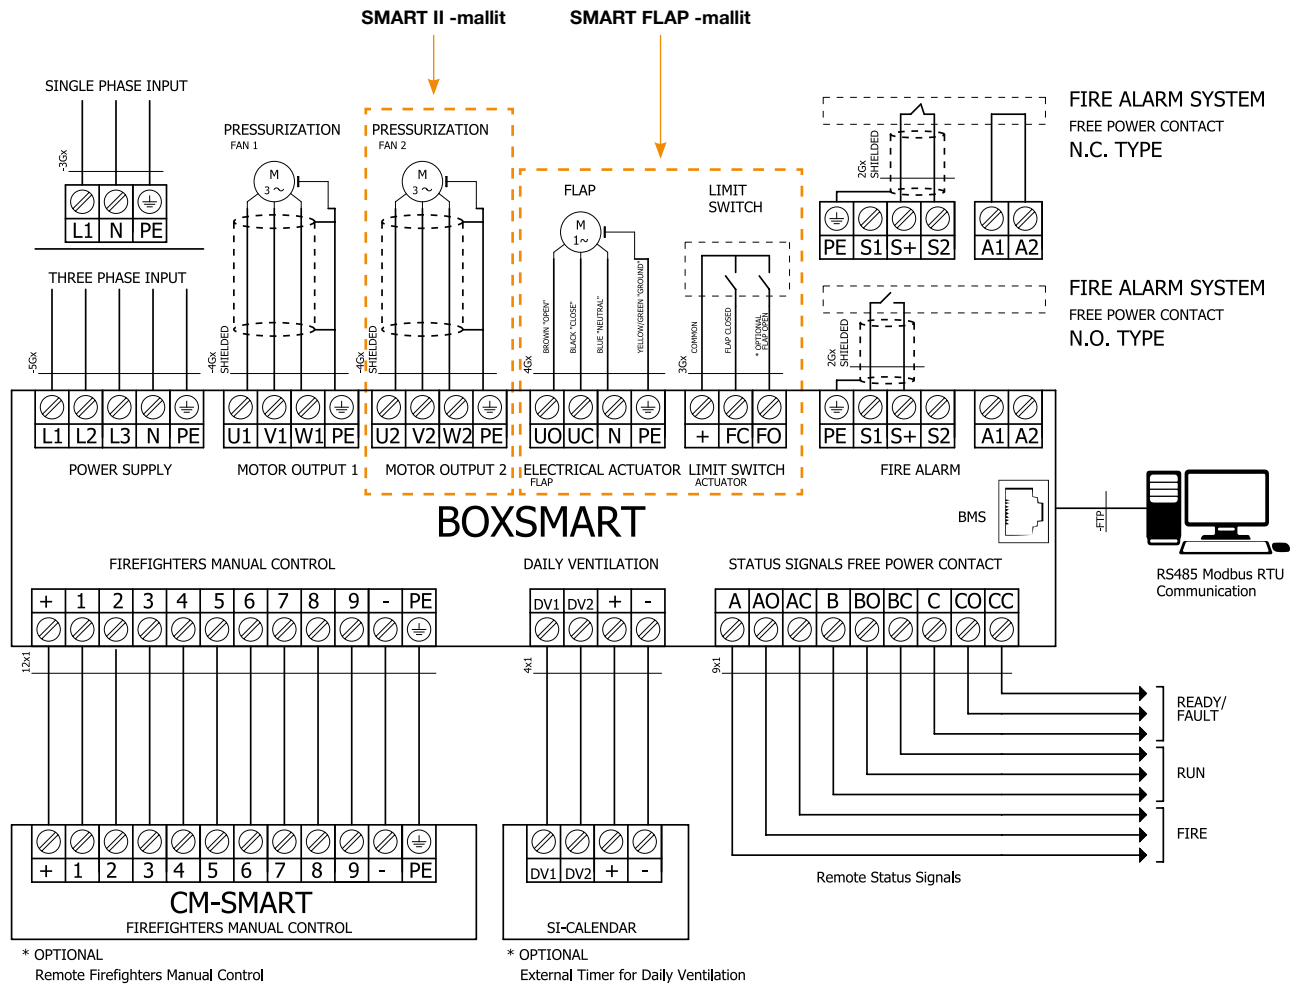 SMART II -mallit
SMART FLAP -mallit
SINGLE PHASE INPUT
-3Gx
L1 N PE
THREE PHASE INPUT
-5Gx
PRESSURIZATION
FAN 1
M
3 ~
-4Gx
SHIELDED
PRESSURIZATION
FAN 2
M
3 ~
-4Gx
SHIELDED
FLAP
M
1~
4Gx
BROWN "OPEN"
BLACK "CLOSE"
BLUE "NEUTRAL"
YELLOW/GREEN "GROUND"
LIMIT
SWITCH
3Gx
COMMON
FLAP CLOSED
* OPTIONAL
FLAP OPEN
2Gx
SHIELDED
PE S1 S+ S2 A1 A2
FIRE ALARM SYSTEM
FREE POWER CONTACT
N.C. TYPE
2Gx
SHIELDED
FIRE ALARM SYSTEM
FREE POWER CONTACT
N.O. TYPE
L1 L2 L3 N PE
U1 V1 W1 PE
U2 V2 W2 PE
UO UC N PE
+ FC FO
PE S1 S+ S2
A1 A2
POWER SUPPLY
MOTOR OUTPUT 1
MOTOR OUTPUT 2
ELECTRICAL ACTUATOR
FLAP
LIMIT SWITCH
ACTUATOR
FIRE ALARM
BOXSMART
BMS
-FTP
RS485 Modbus RTU
Communication
FIREFIGHTERS MANUAL CONTROL
DAILY VENTILATION
STATUS SIGNALS FREE POWER CONTACT
+ 1 2 3 4 5 6 7 8 9 - PE
DV1 DV2 + -
A AO AC B BO BC C CO CC
12x1
4x1
9x1
READY/
FAULT
RUN
FIRE
Remote Status Signals
+ 1 2 3 4 5 6 7 8 9 - PE
CM-SMART
FIREFIGHTERS MANUAL CONTROL
DV1 DV2 + -
SI-CALENDAR
* OPTIONAL
Remote Firefighters Manual Control
* OPTIONAL
External Timer for Daily Ventilation